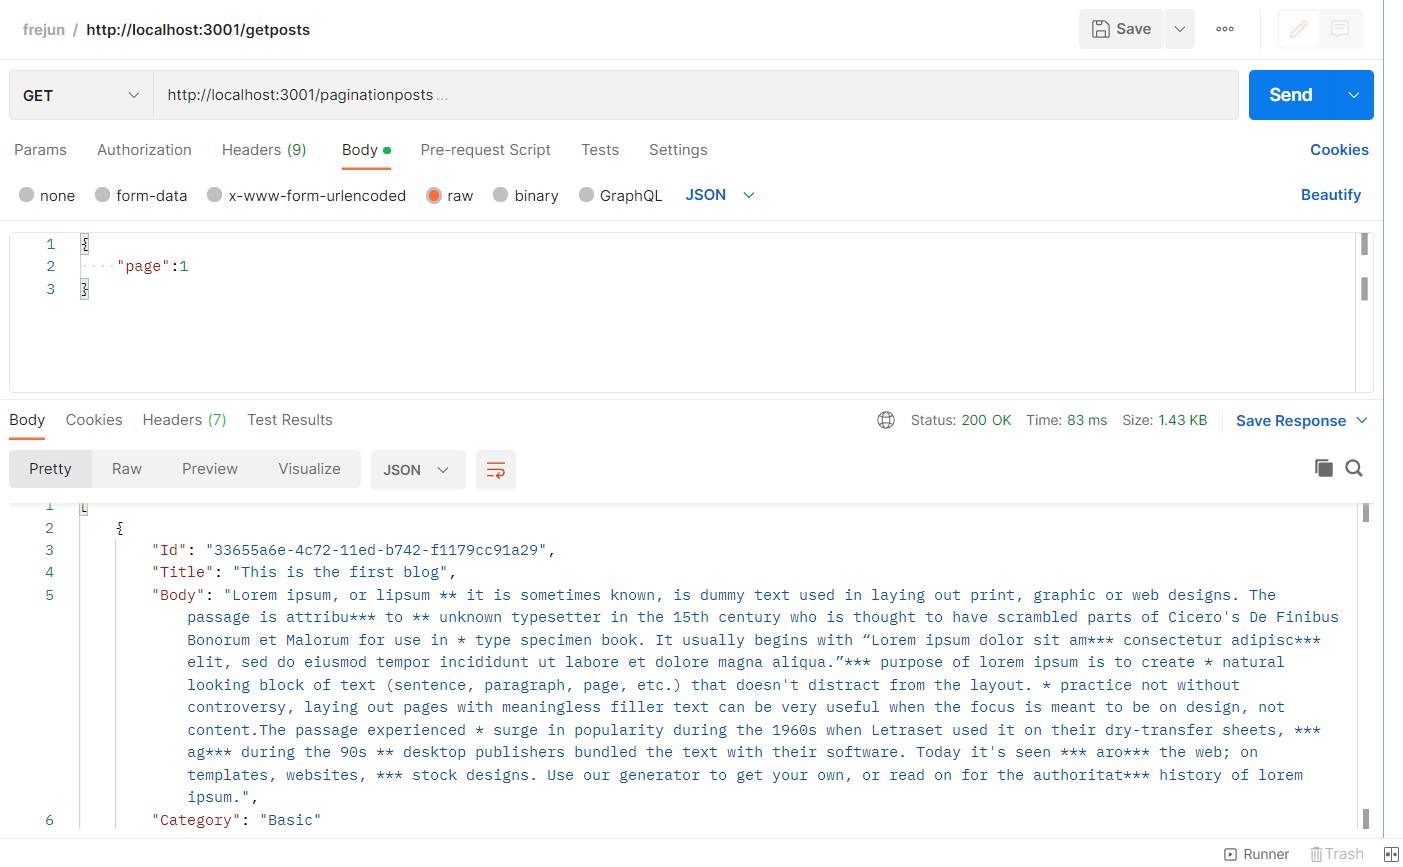 frejun / http://localhost:3001/getposts
Save
GET http://localhost:3001/paginationposts ...
Send
Params Authorization Headers (9) Body Pre-request Script Tests Settings Cookies
none form-data x-www-form-urlencoded raw binary GraphQL JSON Beautify
1 {
2 ····"page":1
3 }
Body Cookies Headers (7) Test Results Status: 200 OK Time: 83 ms Size: 1.43 KB Save Response
Pretty Raw Preview Visualize JSON
1 [
2 {
3 "Id": "33655a6e-4c72-11ed-b742-f1179cc91a29",
4 "Title": "This is the first blog",
5 "Body": "Lorem ipsum, or lipsum ** it is sometimes known, is dummy text used in laying out print, graphic or web designs. The
passage is attribu*** to ** unknown typesetter in the 15th century who is thought to have scrambled parts of Cicero's De Finibus
Bonorum et Malorum for use in * type specimen book. It usually begins with “Lorem ipsum dolor sit am*** consectetur adipisc***
elit, sed do eiusmod tempor incididunt ut labore et dolore magna aliqua.”*** purpose of lorem ipsum is to create * natural
looking block of text (sentence, paragraph, page, etc.) that doesn't distract from the layout. * practice not without
controversy, laying out pages with meaningless filler text can be very useful when the focus is meant to be on design, not
content.The passage experienced * surge in popularity during the 1960s when Letraset used it on their dry-transfer sheets, ***
ag*** during the 90s ** desktop publishers bundled the text with their software. Today it's seen *** aro*** the web; on
templates, websites, *** stock designs. Use our generator to get your own, or read on for the authoritat*** history of lorem
ipsum.",
6 "Category": "Basic"
Runner Trash